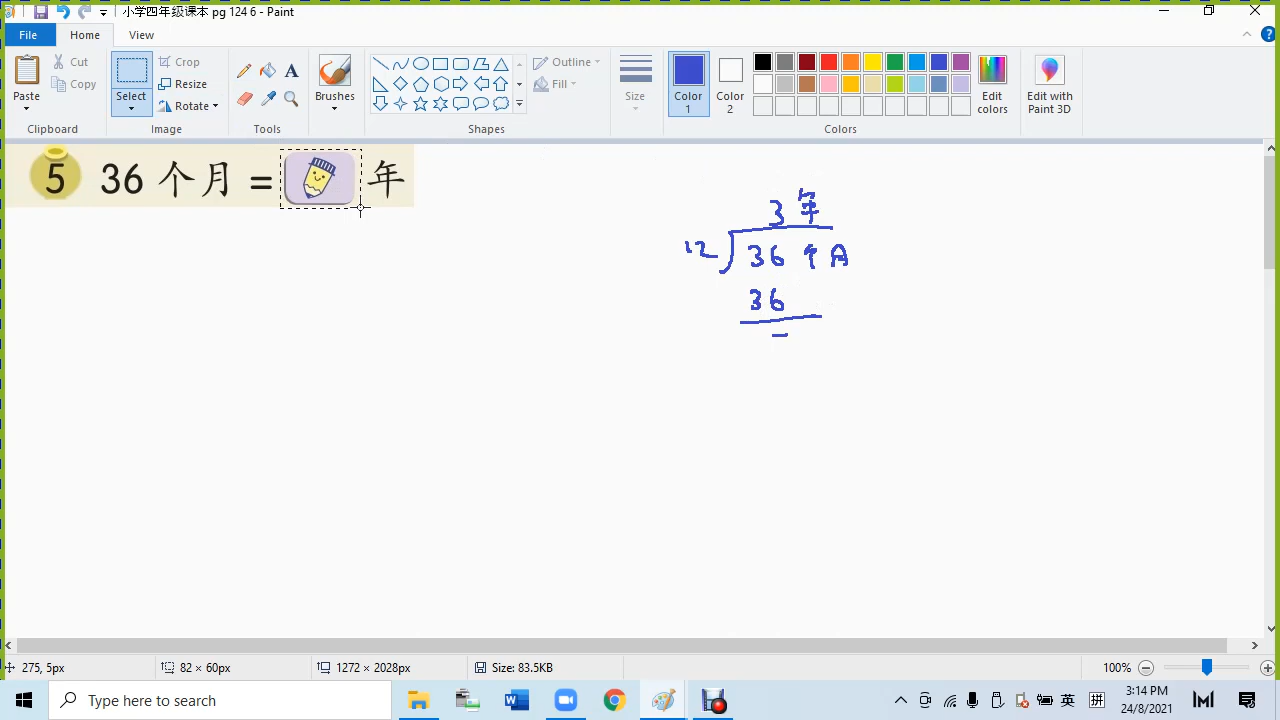 小学四年级课本 pg 124 6 - Paint
File Home View
Paste Cut Copy Clipboard
Select Crop Resize Rotate Image
Tools
Brushes
Outline Fill Shapes
Size
Color 1 Color 2 Edit colors Colors
Edit with Paint 3D
5 36 个月 = 年
3 年
12 36 个月
36
275, 5px 82 × 60px 1272 × 2028px Size: 83.5KB 100%
Type here to search
英 拼 3:14 PM
24/8/2021